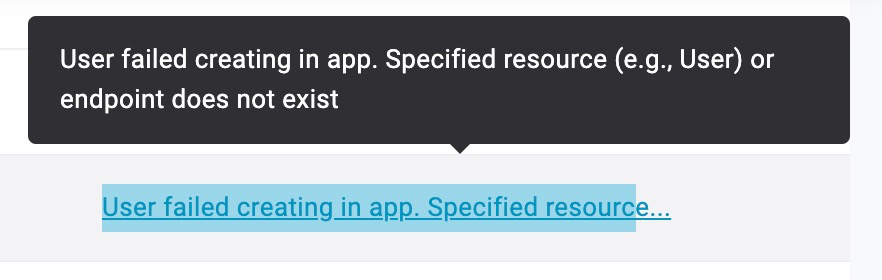 User failed creating in app. Specified resource (e.g., User) or
endpoint does not exist
User failed creating in app. Specified resource...